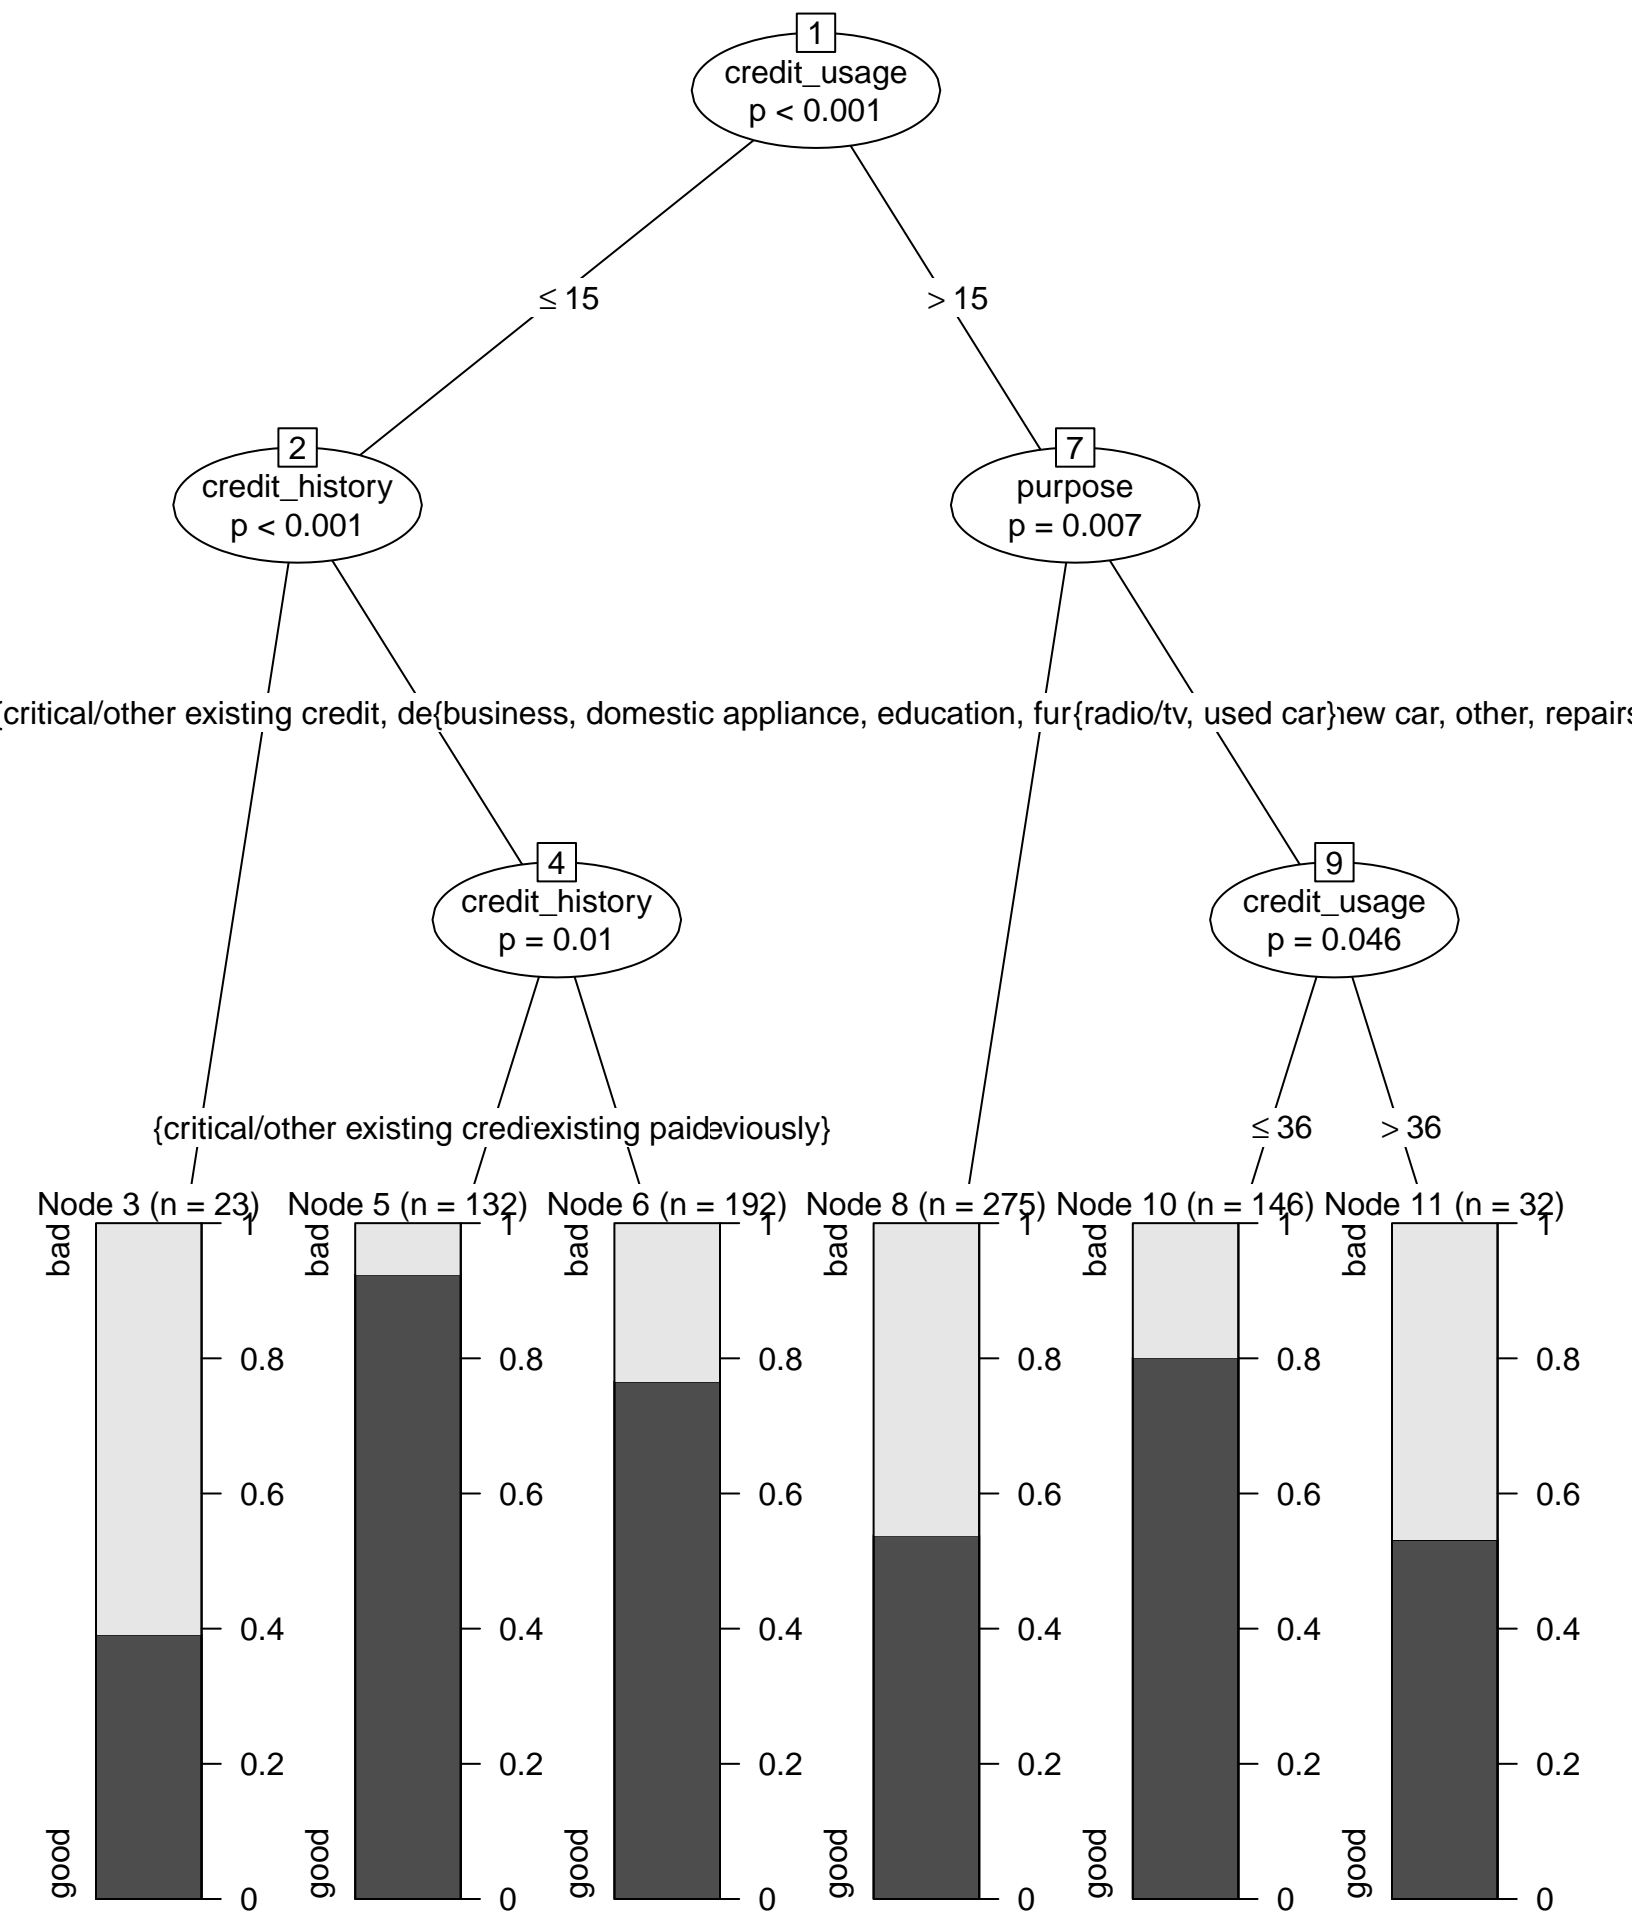 1
credit_usage
p < 0.001
≤ 15
> 15
2
credit_history
p < 0.001
7
purpose
p = 0.007
{critical/other existing credit, de{business, domestic appliance, education, fur{radio/tv, used car}new car, other, repairs
4
credit_history
p = 0.01
9
credit_usage
p = 0.046
{critical/other existing crediexisting paideviously}
≤ 36
> 36
Node 3 (n = 23)
bad
good
1
0.8
0.6
0.4
0.2
0
Node 5 (n = 132)
bad
good
1
0.8
0.6
0.4
0.2
0
Node 6 (n = 192)
bad
good
1
0.8
0.6
0.4
0.2
0
Node 8 (n = 275)
bad
good
1
0.8
0.6
0.4
0.2
0
Node 10 (n = 146)
bad
good
1
0.8
0.6
0.4
0.2
0
Node 11 (n = 32)
bad
good
1
0.8
0.6
0.4
0.2
0